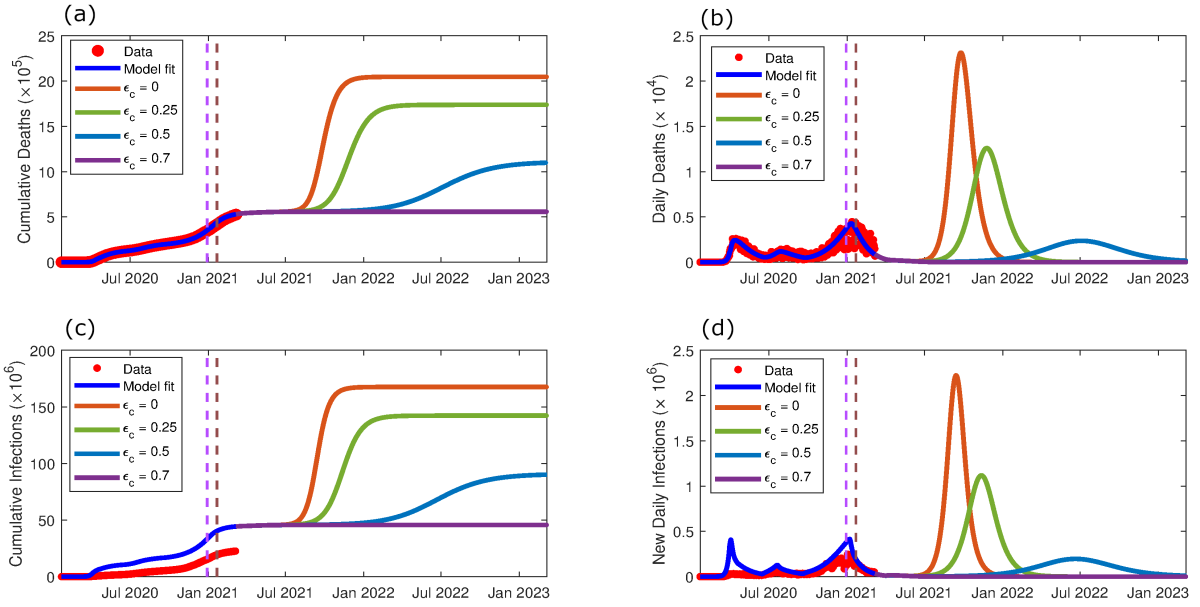 (a)
25
20
15
10
5
0
Cumulative Deaths (×10^5)
Data
Model fit
ϵ_c = 0
ϵ_c = 0.25
ϵ_c = 0.5
ϵ_c = 0.7
Jul 2020 Jan 2021 Jul 2021 Jan 2022 Jul 2022 Jan 2023
(b)
2.5
2
1.5
1
0.5
0
Daily Deaths (× 10^4)
Data
Model fit
ϵ_c = 0
ϵ_c = 0.25
ϵ_c = 0.5
ϵ_c = 0.7
Jul 2020 Jan 2021 Jul 2021 Jan 2022 Jul 2022 Jan 2023
(c)
200
150
100
50
0
Cumulative Infections (×10^6)
Data
Model fit
ϵ_c = 0
ϵ_c = 0.25
ϵ_c = 0.5
ϵ_c = 0.7
Jul 2020 Jan 2021 Jul 2021 Jan 2022 Jul 2022 Jan 2023
(d)
2.5
2
1.5
1
0.5
0
New Daily Infections (× 10^6)
Data
Model fit
ϵ_c = 0
ϵ_c = 0.25
ϵ_c = 0.5
ϵ_c = 0.7
Jul 2020 Jan 2021 Jul 2021 Jan 2022 Jul 2022 Jan 2023